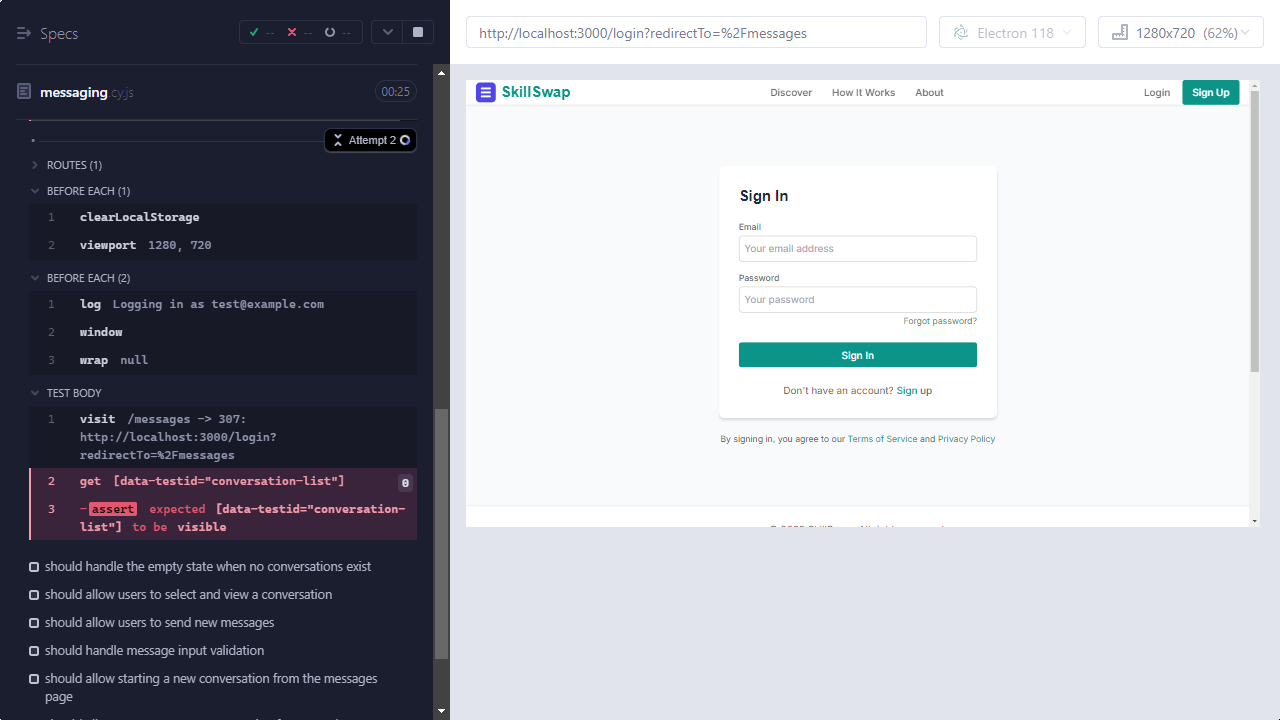 Specs
-- -- --
messaging.cy.js
00:25
Attempt 2
ROUTES (1)
BEFORE EACH (1)
1 clearLocalStorage
2 viewport 1280, 720
BEFORE EACH (2)
1 log Logging in as test@example.com
2 window
3 wrap null
TEST BODY
1 visit /messages -> 307:
http://localhost:3000/login?
redirectTo=%2Fmessages
2 get [data-testid="conversation-list"] 0
3 -assert expected [data-testid="conversation-
list"] to be visible
should handle the empty state when no conversations exist
should allow users to select and view a conversation
should allow users to send new messages
should handle message input validation
should allow starting a new conversation from the messages
page
http://localhost:3000/login?redirectTo=%2Fmessages
Electron 118
1280x720 (62%)
SkillSwap
Discover How It Works About
Login Sign Up
Sign In
Email
Your email address
Password
Your password
Forgot password?
Sign In
Don't have an account? Sign up
By signing in, you agree to our Terms of Service and Privacy Policy